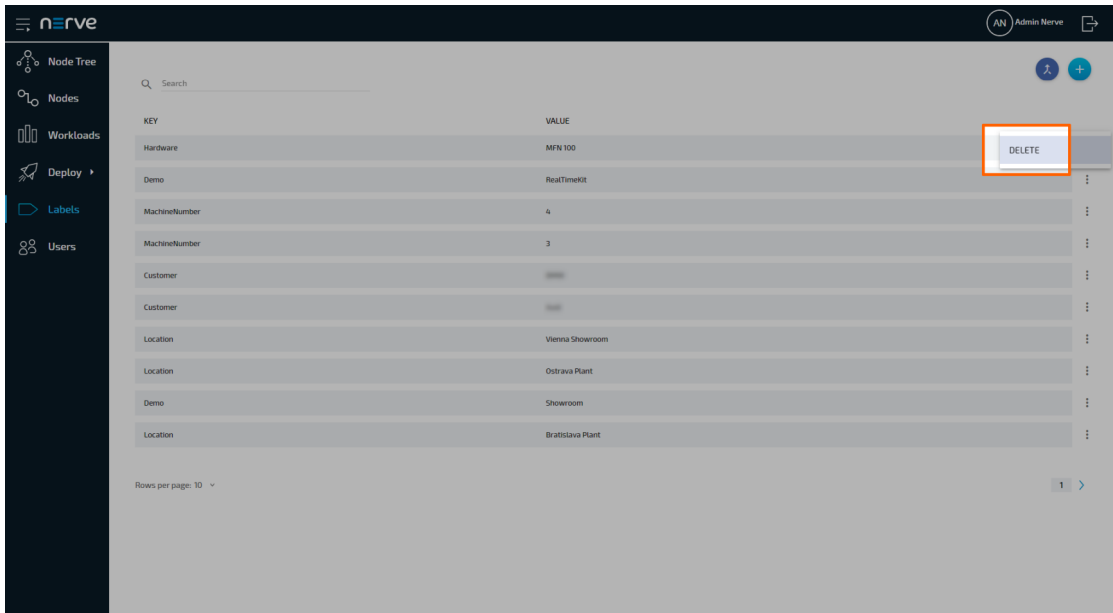 nerve
AN Admin Nerve
Node Tree
Nodes
Workloads
Deploy
Labels
Users
Search
KEY VALUE
Hardware MFN 100
DELETE
Demo RealTimeKit
MachineNumber 4
MachineNumber 3
Customer
Customer
Location Vienna Showroom
Location Ostrava Plant
Demo Showroom
Location Bratislava Plant
Rows per page: 10
1